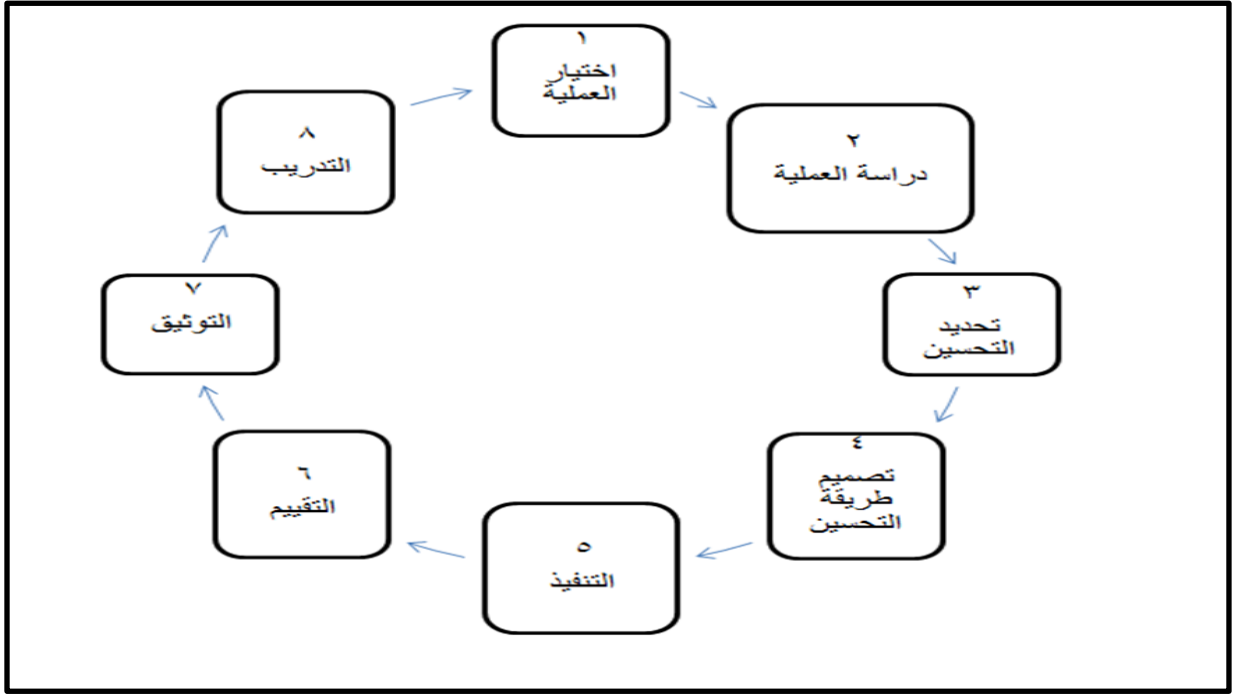 ١
اختيار
العملية
٢
دراسة العملية
٣
تحديد
التحسين
٤
تصميم
طريقة
التحسين
٥
التنفيذ
٦
التقييم
٧
التوثيق
٨
التدريب